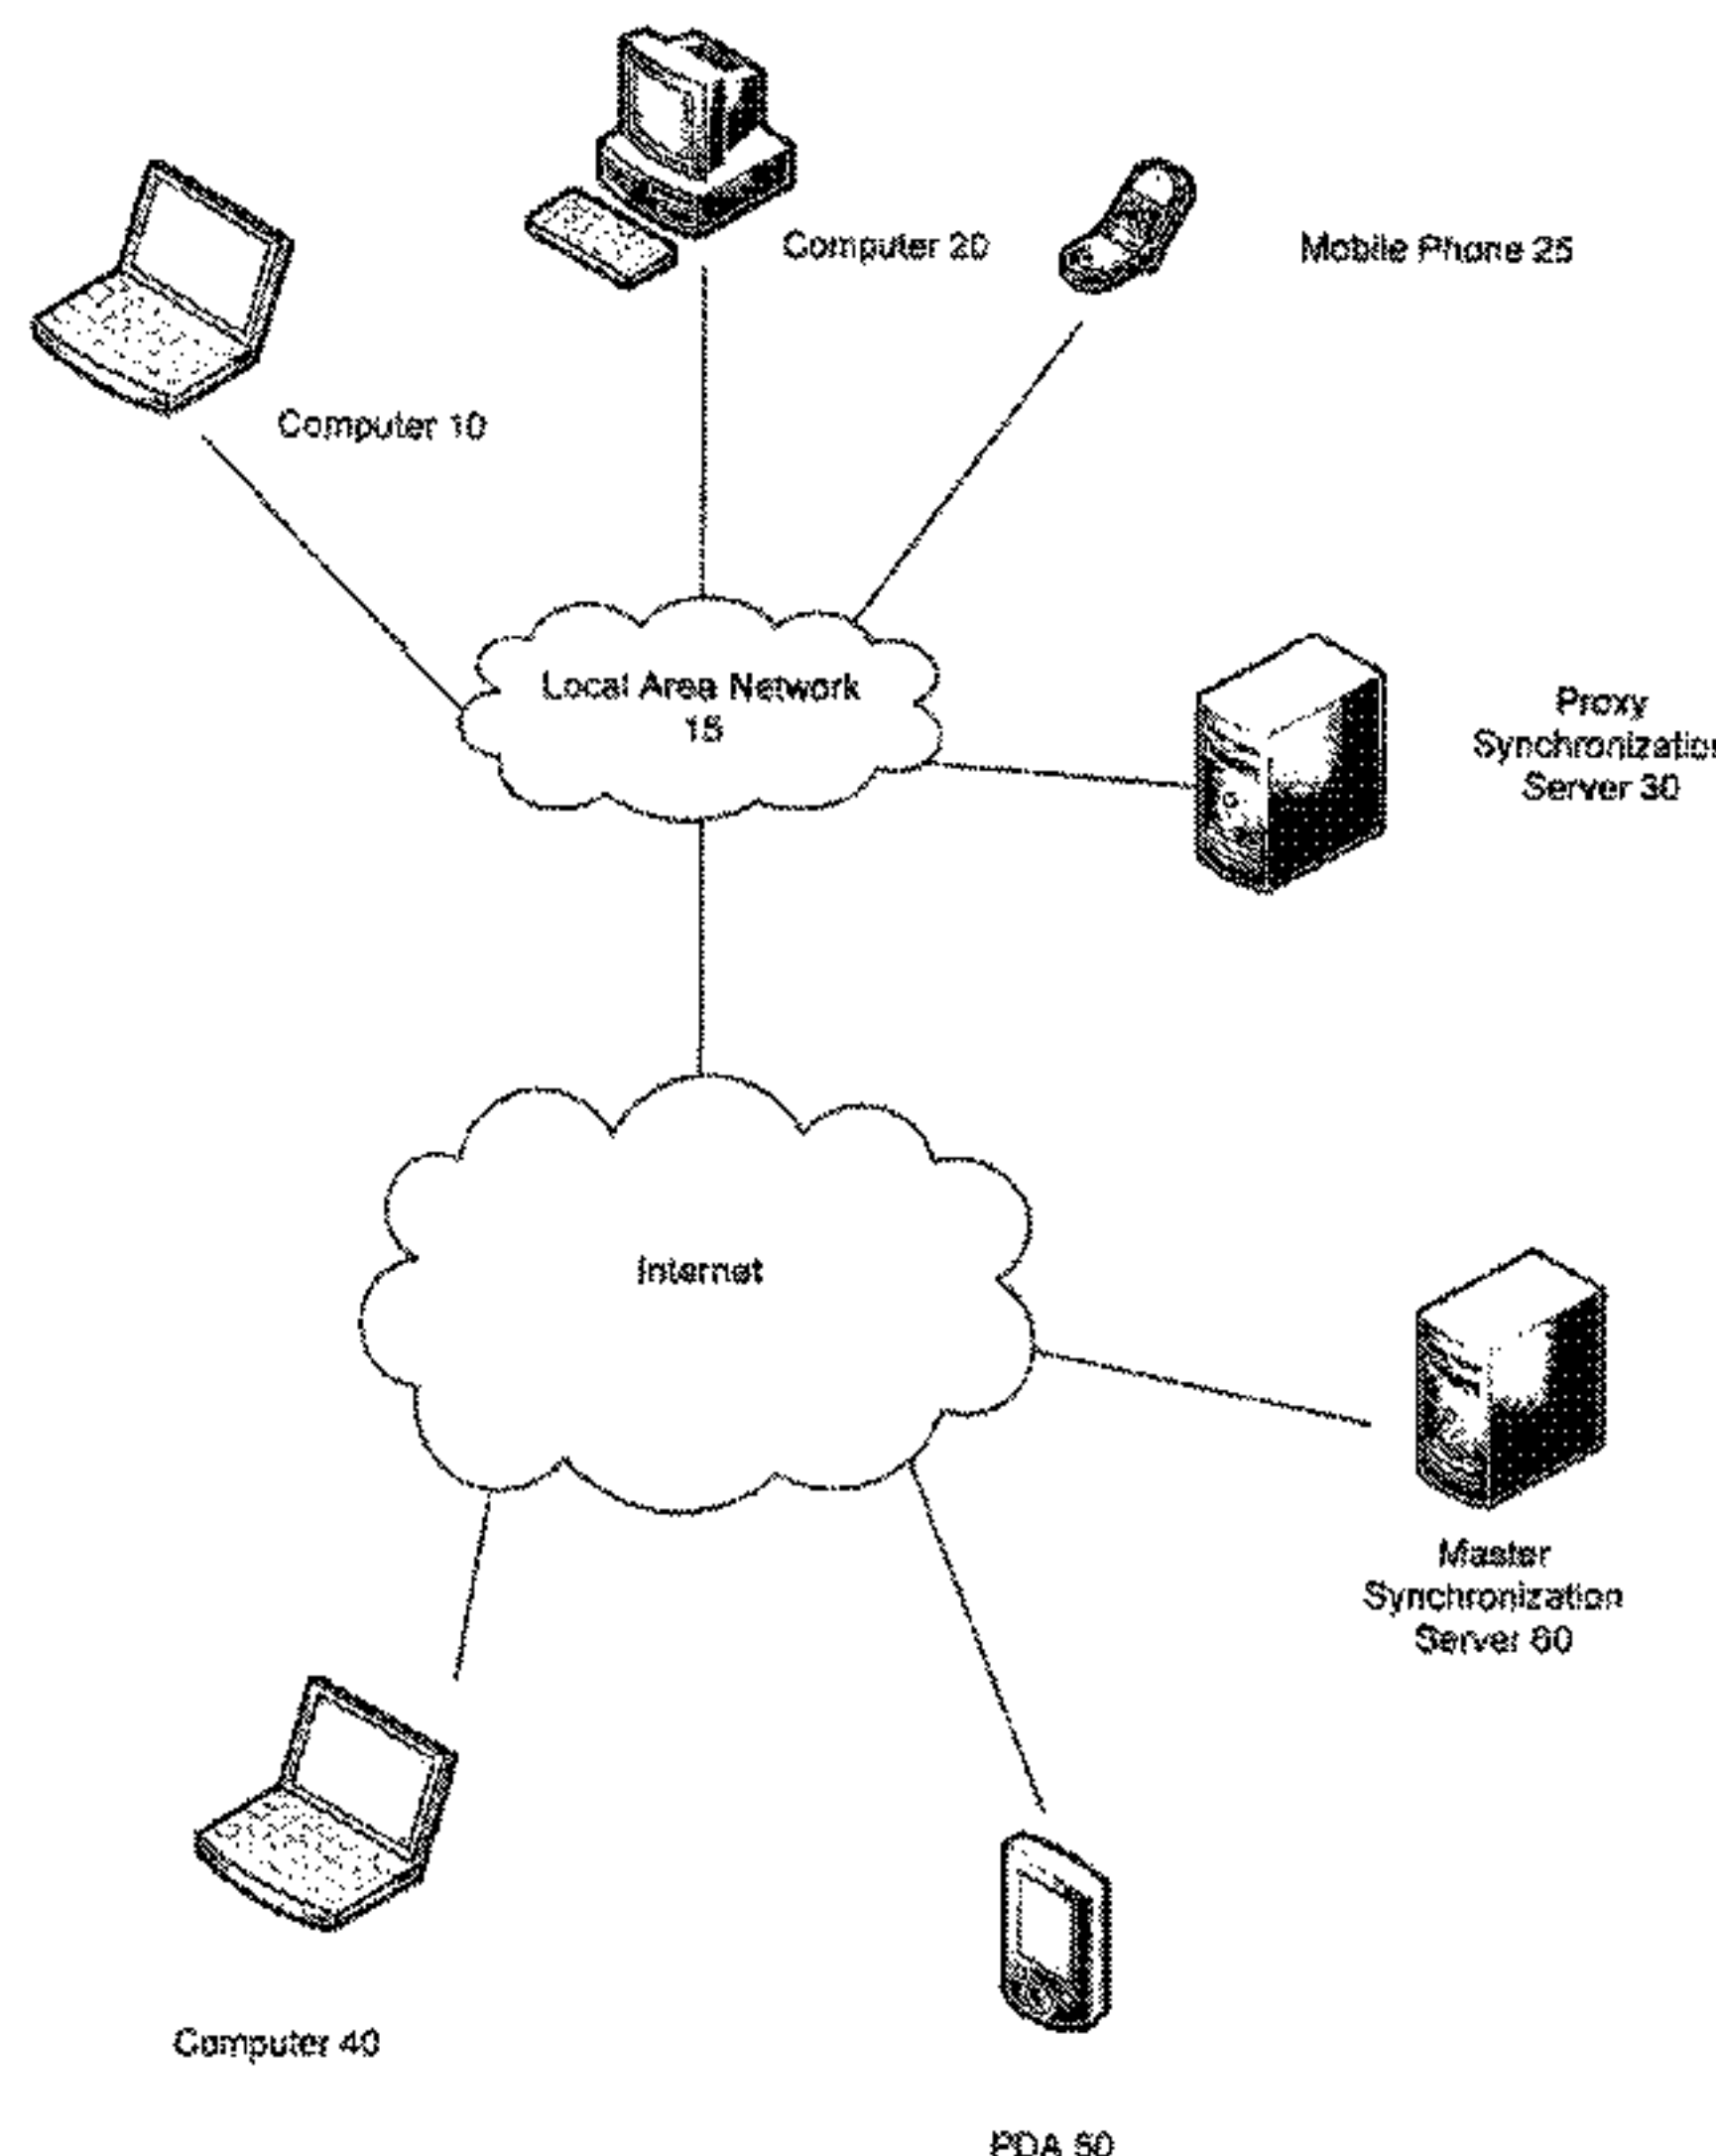 Computer 20
Mobile Phone 25
Computer 10
Local Area Network
15
Proxy
Synchronization
Server 30
Internet
Master
Synchronization
Server 60
Computer 40
PDA 50